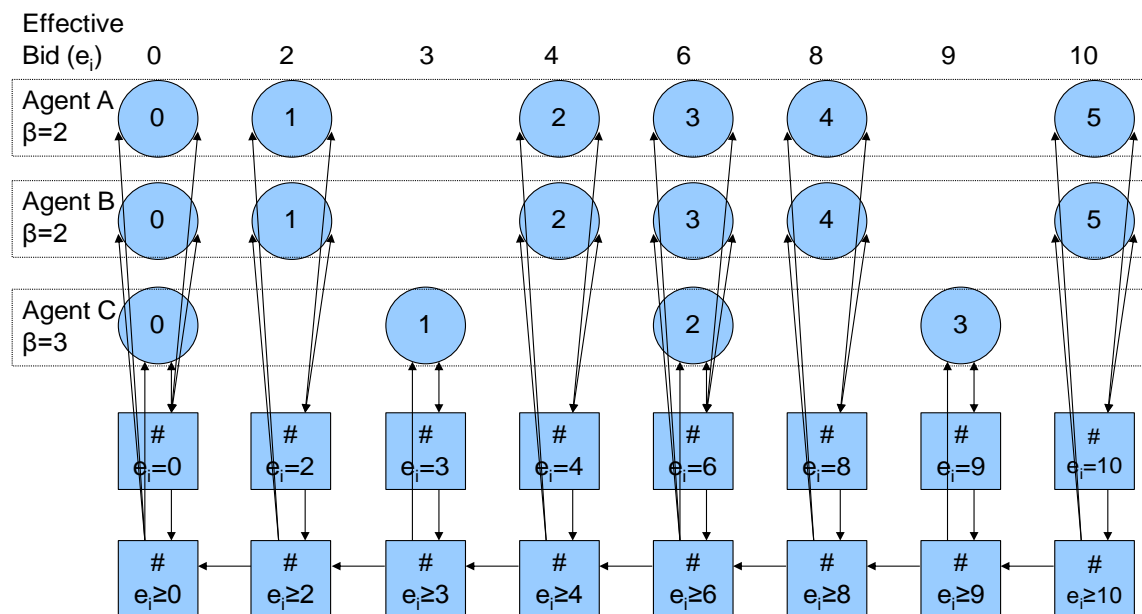 Effective
Bid (eᵢ) 0 2 3 4 6 8 9 10
Agent A
β=2
0 1 2 3 4 5
Agent B
β=2
0 1 2 3 4 5
Agent C
β=3
0 1 2 3
# # # # # # # #
eᵢ=0 eᵢ=2 eᵢ=3 eᵢ=4 eᵢ=6 eᵢ=8 eᵢ=9 eᵢ=10
# # # # # # # #
eᵢ≥0 eᵢ≥2 eᵢ≥3 eᵢ≥4 eᵢ≥6 eᵢ≥8 eᵢ≥9 eᵢ≥10